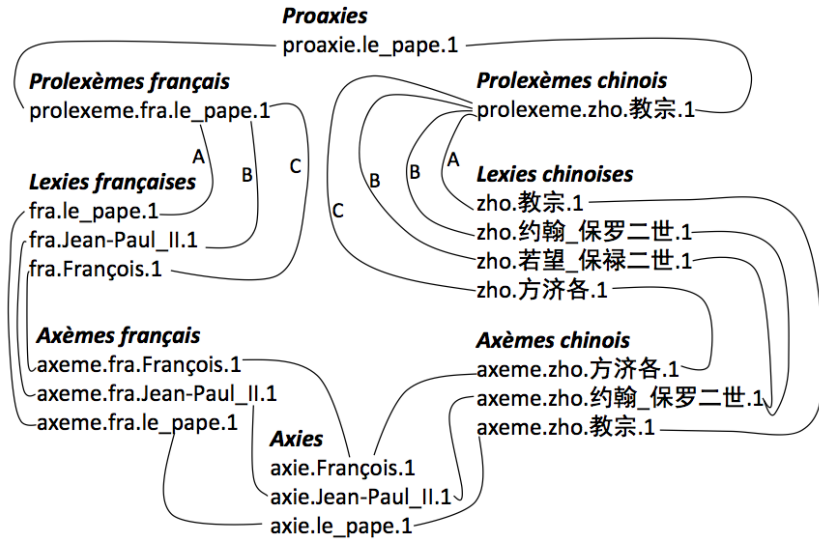 Proaxies
proaxie.le_pape.1
Prolexèmes français
prolexeme.fra.le_pape.1
Prolexèmes chinois
prolexeme.zho.教宗.1
A
B
C
A
B
B
C
Lexies françaises
fra.le_pape.1
fra.Jean-Paul_II.1
fra.François.1
Lexies chinoises
zho.教宗.1
zho.约翰_保罗二世.1
zho.若望_保禄二世.1
zho.方济各.1
Axèmes français
axeme.fra.François.1
axeme.fra.Jean-Paul_II.1
axeme.fra.le_pape.1
Axèmes chinois
axeme.zho.方济各.1
axeme.zho.约翰_保罗二世.1
axeme.zho.教宗.1
Axies
axie.François.1
axie.Jean-Paul_II.1
axie.le_pape.1